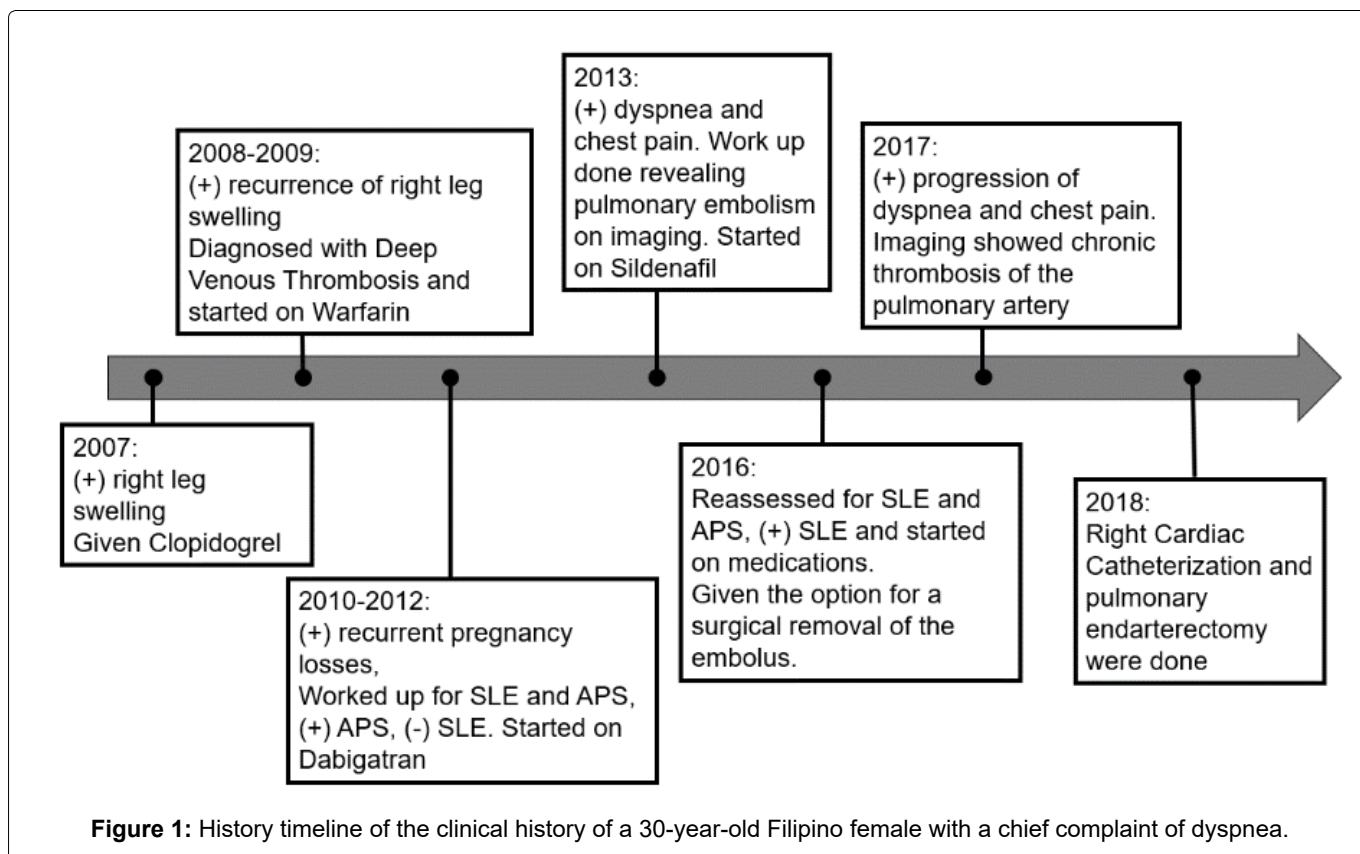 2007:
(+) right leg
swelling
Given Clopidogrel
2008-2009:
(+) recurrence of right leg
swelling
Diagnosed with Deep
Venous Thrombosis and
started on Warfarin
2010-2012:
(+) recurrent pregnancy
losses,
Worked up for SLE and APS,
(+) APS, (-) SLE. Started on
Dabigatran
2013:
(+) dyspnea and
chest pain. Work up
done revealing
pulmonary embolism
on imaging. Started
on Sildenafil
2016:
Reassessed for SLE and
APS, (+) SLE and started
on medications.
Given the option for a
surgical removal of the
embolus.
2017:
(+) progression of
dyspnea and chest pain.
Imaging showed chronic
thrombosis of the
pulmonary artery
2018:
Right Cardiac
Catheterization and
pulmonary
endarterectomy
were done
Figure 1: History timeline of the clinical history of a 30-year-old Filipino female with a chief complaint of dyspnea.